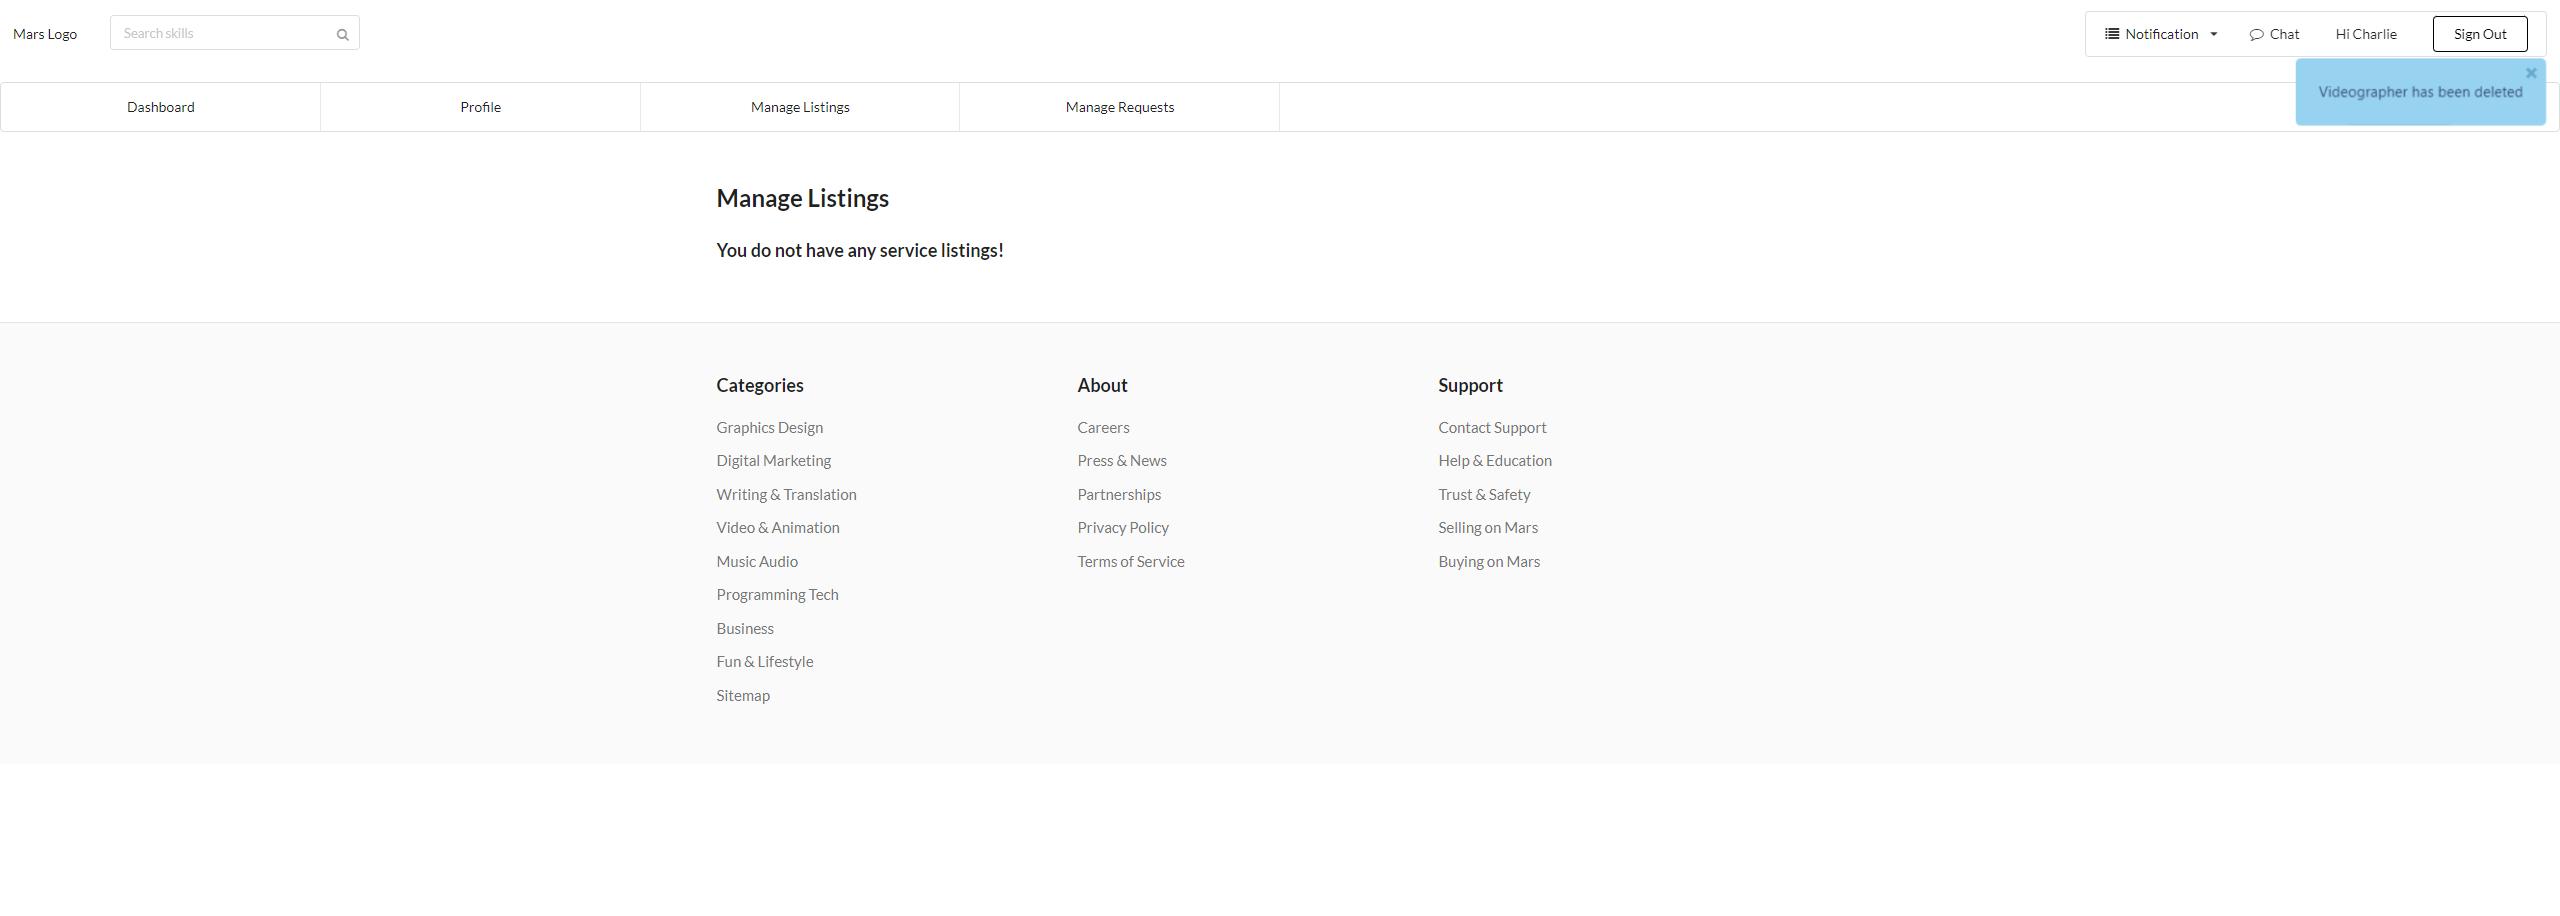 Mars Logo
Search skills
Notification
Chat
Hi Charlie
Sign Out
Videographer has been deleted
Dashboard
Profile
Manage Listings
Manage Requests
Manage Listings
You do not have any service listings!
Categories
Graphics Design
Digital Marketing
Writing & Translation
Video & Animation
Music Audio
Programming Tech
Business
Fun & Lifestyle
Sitemap
About
Careers
Press & News
Partnerships
Privacy Policy
Terms of Service
Support
Contact Support
Help & Education
Trust & Safety
Selling on Mars
Buying on Mars